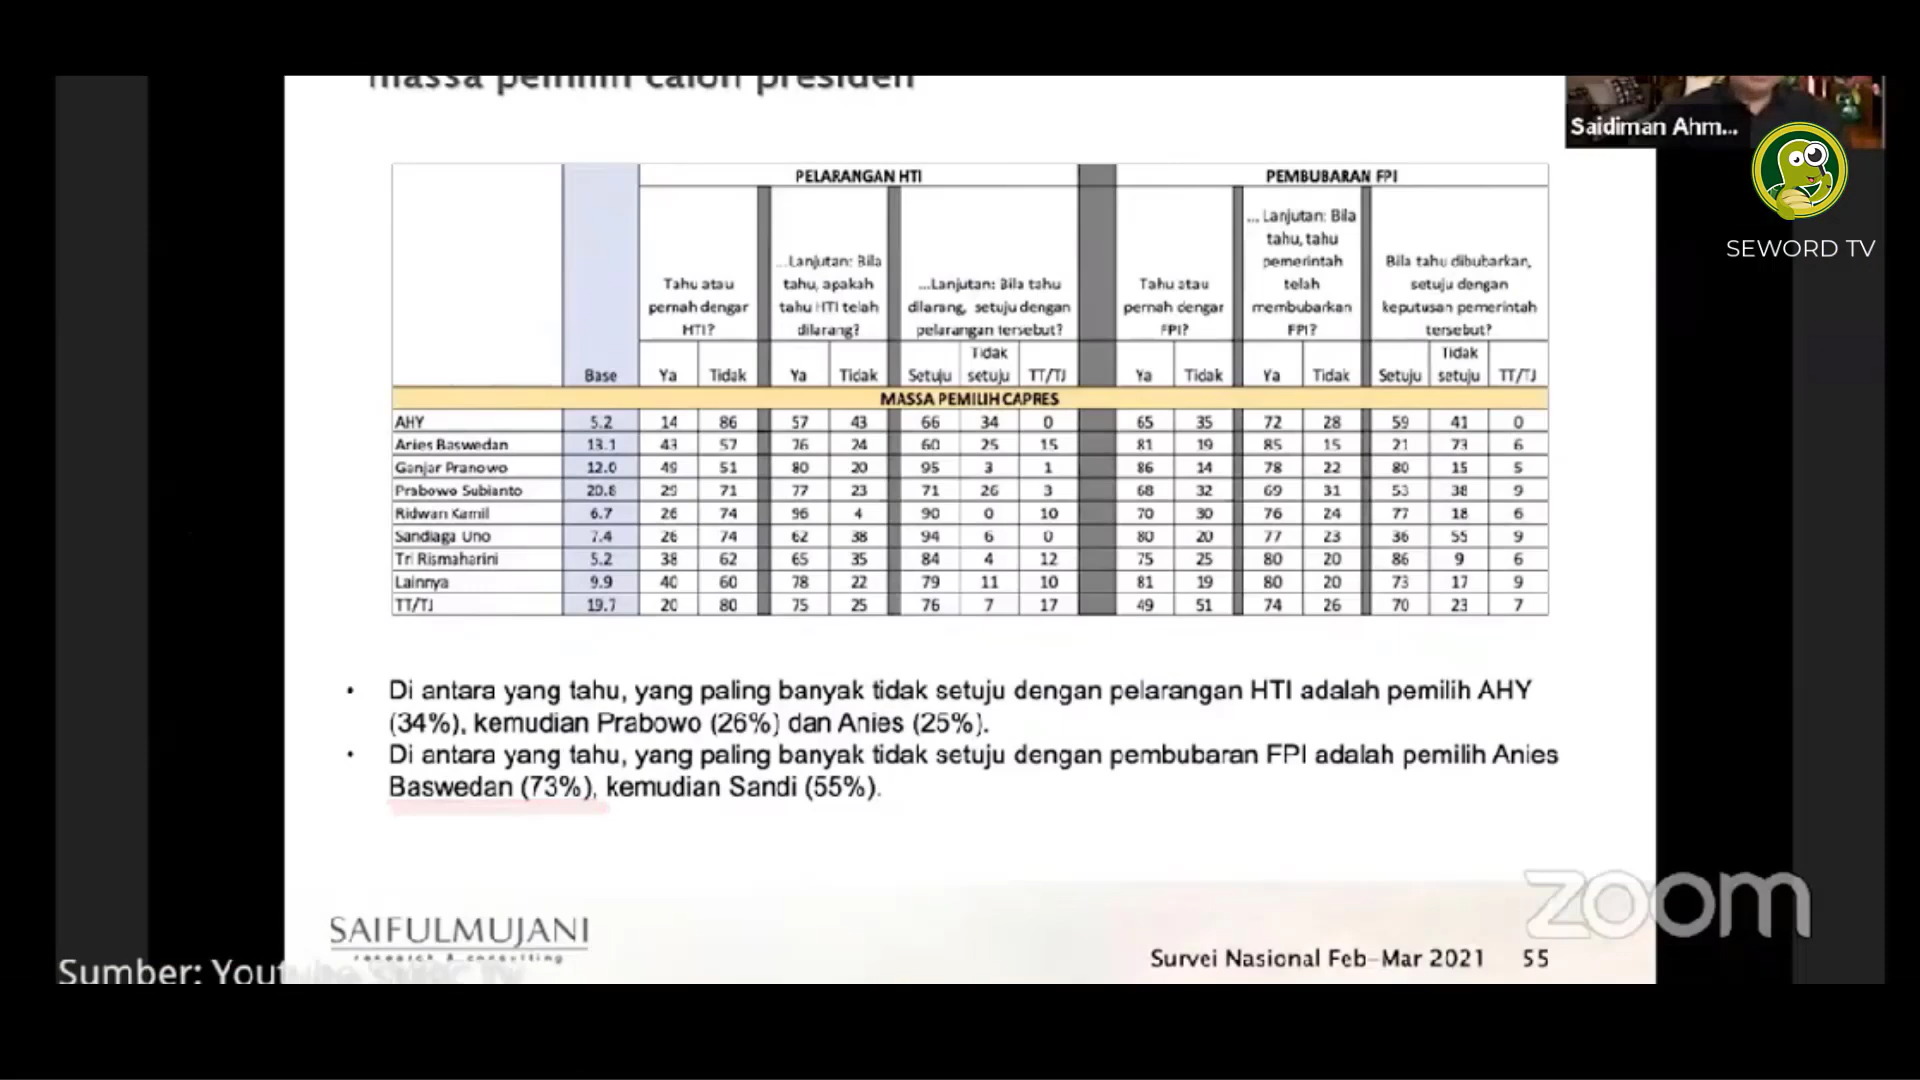 massa pemilih calon presiden
Saidiman Ahm...
SEWORD TV
PELARANGAN HTI PEMBUBARAN FPI
Base
Tahu atau
pernah dengar
HTI?
...Lanjutan: Bila
tahu, apakah
tahu HTI telah
dilarang?
...Lanjutan: Bila tahu
dilarang, setuju dengan
pelarangan tersebut?
Tahu atau
pernah dengar
FPI?
... Lanjutan: Bila
tahu, tahu
pemerintah
telah
membubarkan
FPI?
Bila tahu dibubarkan,
setuju dengan
keputusan pemerintah
tersebut?
Ya Tidak Ya Tidak Setuju Tidak setuju TT/TJ Ya Tidak Ya Tidak Setuju Tidak setuju TT/TJ
MASSA PEMILIH CAPRES
AHY 5.2 14 86 57 43 66 34 0 65 35 72 28 59 41 0
Anies Baswedan 13.1 43 57 76 24 60 25 15 81 19 85 15 21 73 6
Ganjar Pranowo 12.0 49 51 80 20 95 3 1 86 14 78 22 80 15 5
Prabowo Subianto 20.8 29 71 77 23 71 26 3 68 32 69 31 53 38 9
Ridwan Kamil 6.7 26 74 96 4 90 0 10 70 30 76 24 77 18 6
Sandiaga Uno 7.4 26 74 62 38 94 6 0 80 20 77 23 36 55 9
Tri Rismaharini 5.2 38 62 65 35 84 4 12 75 25 80 20 86 9 6
Lainnya 9.9 40 60 78 22 79 11 10 81 19 80 20 73 17 9
TT/TJ 19.7 20 80 75 25 76 7 17 49 51 74 26 70 23 7
• Di antara yang tahu, yang paling banyak tidak setuju dengan pelarangan HTI adalah pemilih AHY
(34%), kemudian Prabowo (26%) dan Anies (25%).
• Di antara yang tahu, yang paling banyak tidak setuju dengan pembubaran FPI adalah pemilih Anies
Baswedan (73%), kemudian Sandi (55%).
zoom
SAIFULMUJANI
research & consulting
Survei Nasional Feb-Mar 2021 55
Sumber: Youtube SMRC TV